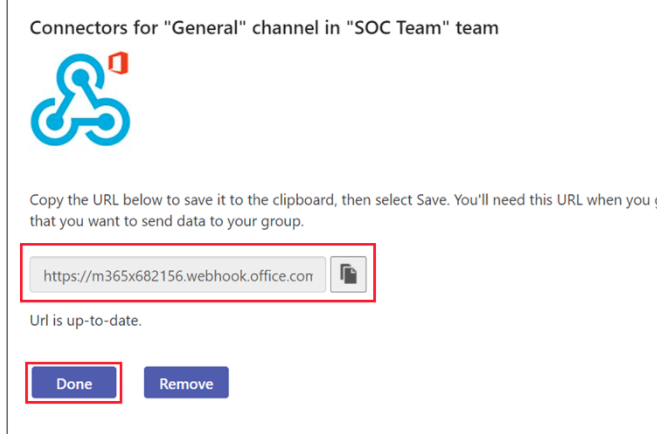 Connectors for "General" channel in "SOC Team" team
Copy the URL below to save it to the clipboard, then select Save. You'll need this URL when you
that you want to send data to your group.
https://m365x682156.webhook.office.com
Url is up-to-date.
Done
Remove